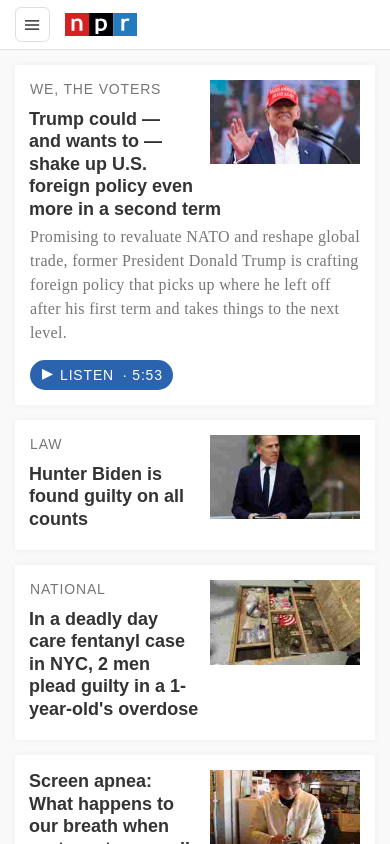 npr
WE, THE VOTERS
Trump could —
and wants to —
shake up U.S.
foreign policy even
more in a second term
Promising to revaluate NATO and reshape global
trade, former President Donald Trump is crafting
foreign policy that picks up where he left off
after his first term and takes things to the next
level.
LISTEN · 5:53
LAW
Hunter Biden is
found guilty on all
counts
NATIONAL
In a deadly day
care fentanyl case
in NYC, 2 men
plead guilty in a 1-
year-old's overdose
Screen apnea:
What happens to
our breath when